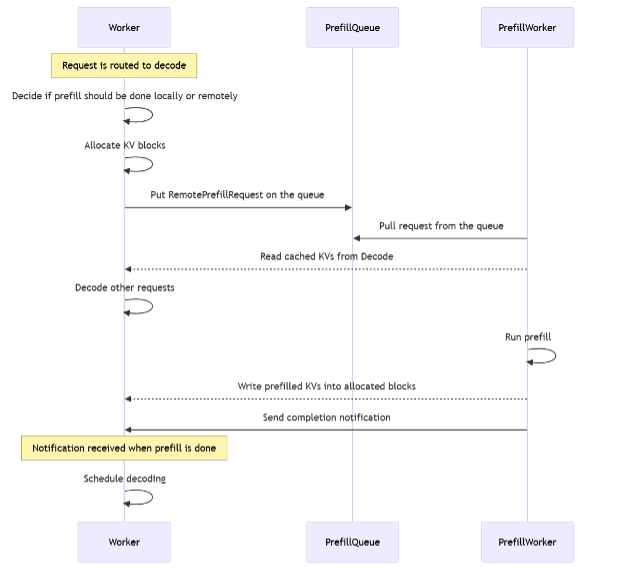 Worker
PrefillQueue
PrefillWorker
Request is routed to decode
Decide if prefill should be done locally or remotely
Allocate KV blocks
Put RemotePrefillRequest on the queue
Pull request from the queue
Read cached KVs from Decode
Decode other requests
Run prefill
Write prefilled KVs into allocated blocks
Send completion notification
Notification received when prefill is done
Schedule decoding
Worker
PrefillQueue
PrefillWorker